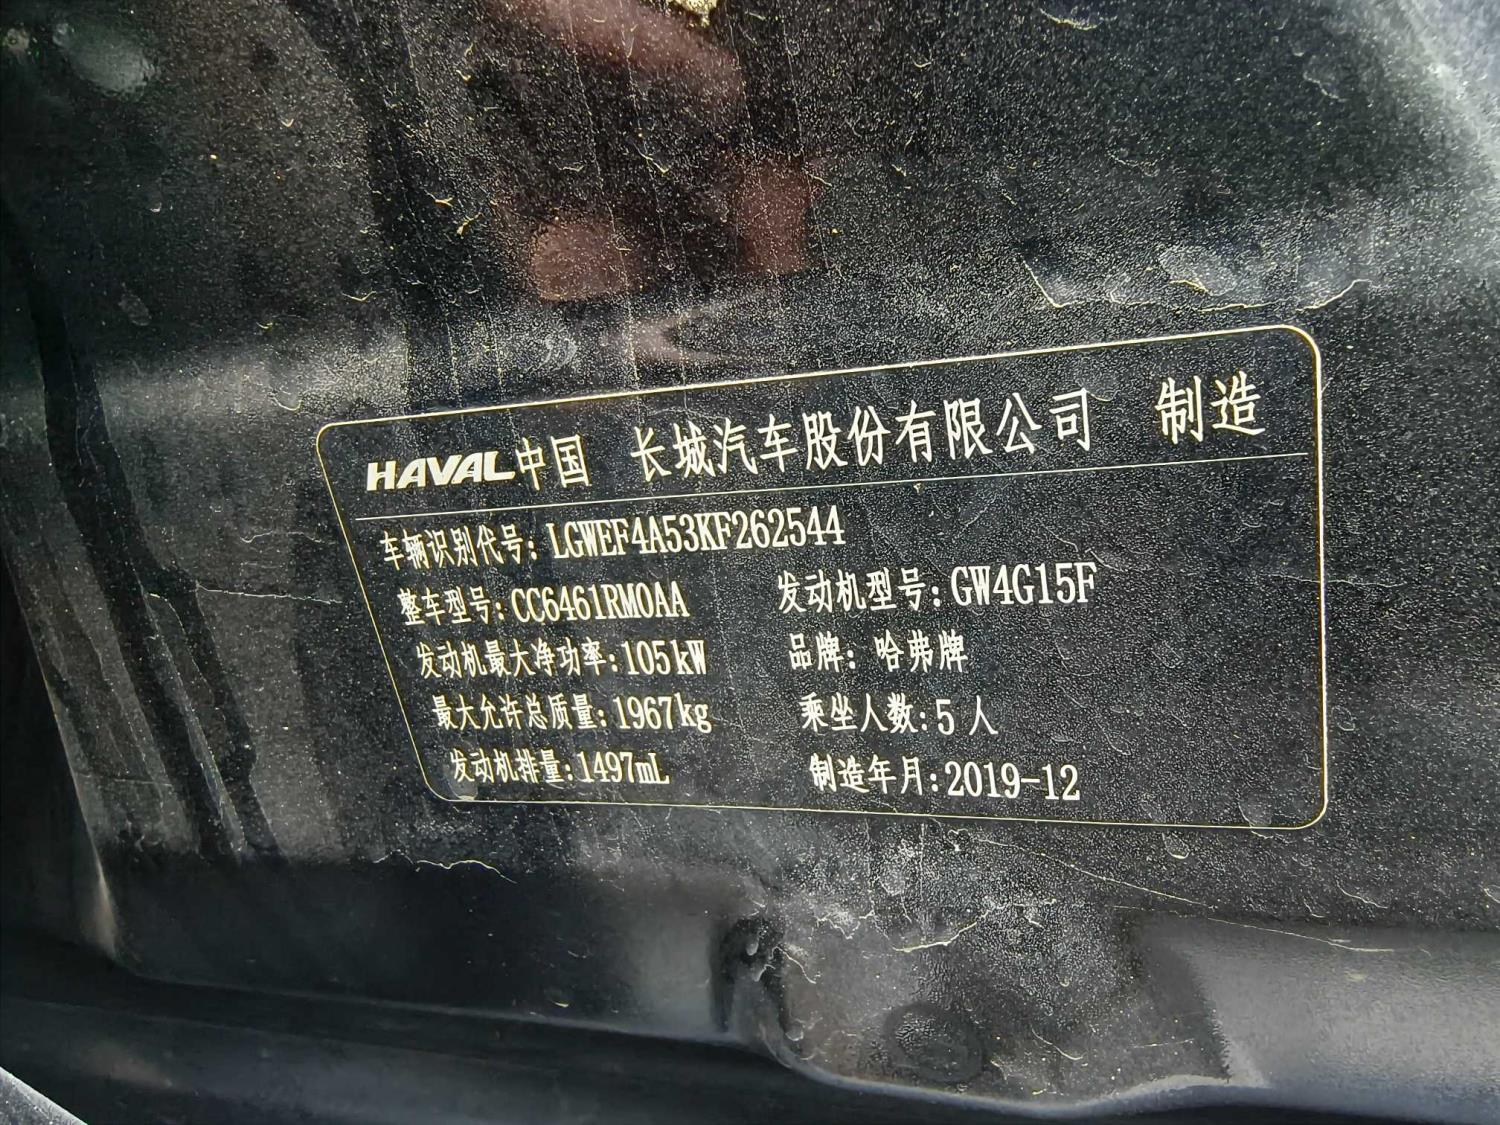 HAVAL中国 长城汽车股份有限公司 制造
车辆识别代号：LGWEF4A53KF262544
整车型号：CC6461RM0AA 发动机型号：GW4G15F
发动机最大净功率：105kW 品牌：哈弗牌
最大允许总质量：1967kg 乘坐人数：5 人
发动机排量：1497mL 制造年月：2019-12